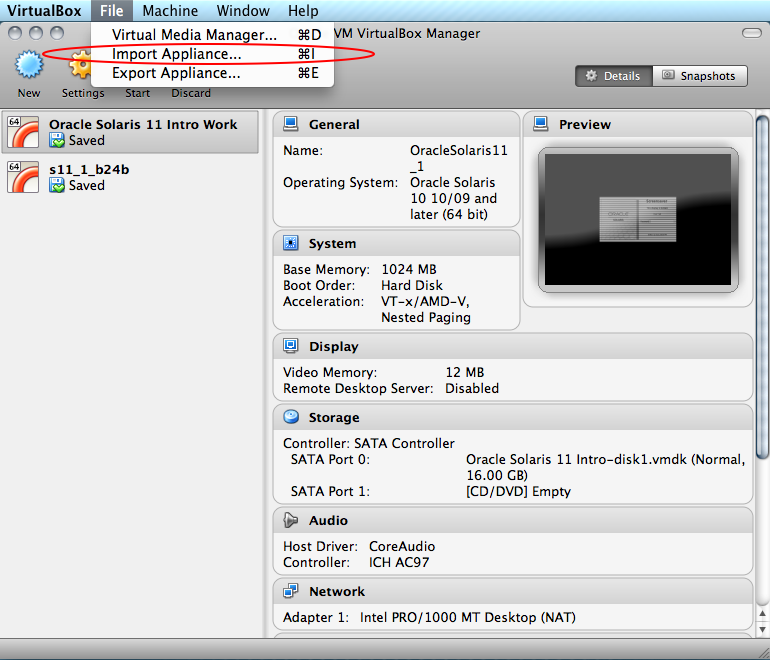 VirtualBox File Machine Window Help
Virtual Media Manager... ⌘D
VM VirtualBox Manager
Import Appliance... ⌘I
Export Appliance... ⌘E
New Settings Start Discard
Details Snapshots
64 Oracle Solaris 11 Intro Work
Saved
64 s11_1_b24b
Saved
General
Name: OracleSolaris11
_1
Operating System: Oracle Solaris
10 10/09 and
later (64 bit)
Preview
System
Base Memory: 1024 MB
Boot Order: Hard Disk
Acceleration: VT-x/AMD-V,
Nested Paging
Display
Video Memory: 12 MB
Remote Desktop Server: Disabled
Storage
Controller: SATA Controller
SATA Port 0: Oracle Solaris 11 Intro-disk1.vmdk (Normal,
16.00 GB)
SATA Port 1: [CD/DVD] Empty
Audio
Host Driver: CoreAudio
Controller: ICH AC97
Network
Adapter 1: Intel PRO/1000 MT Desktop (NAT)